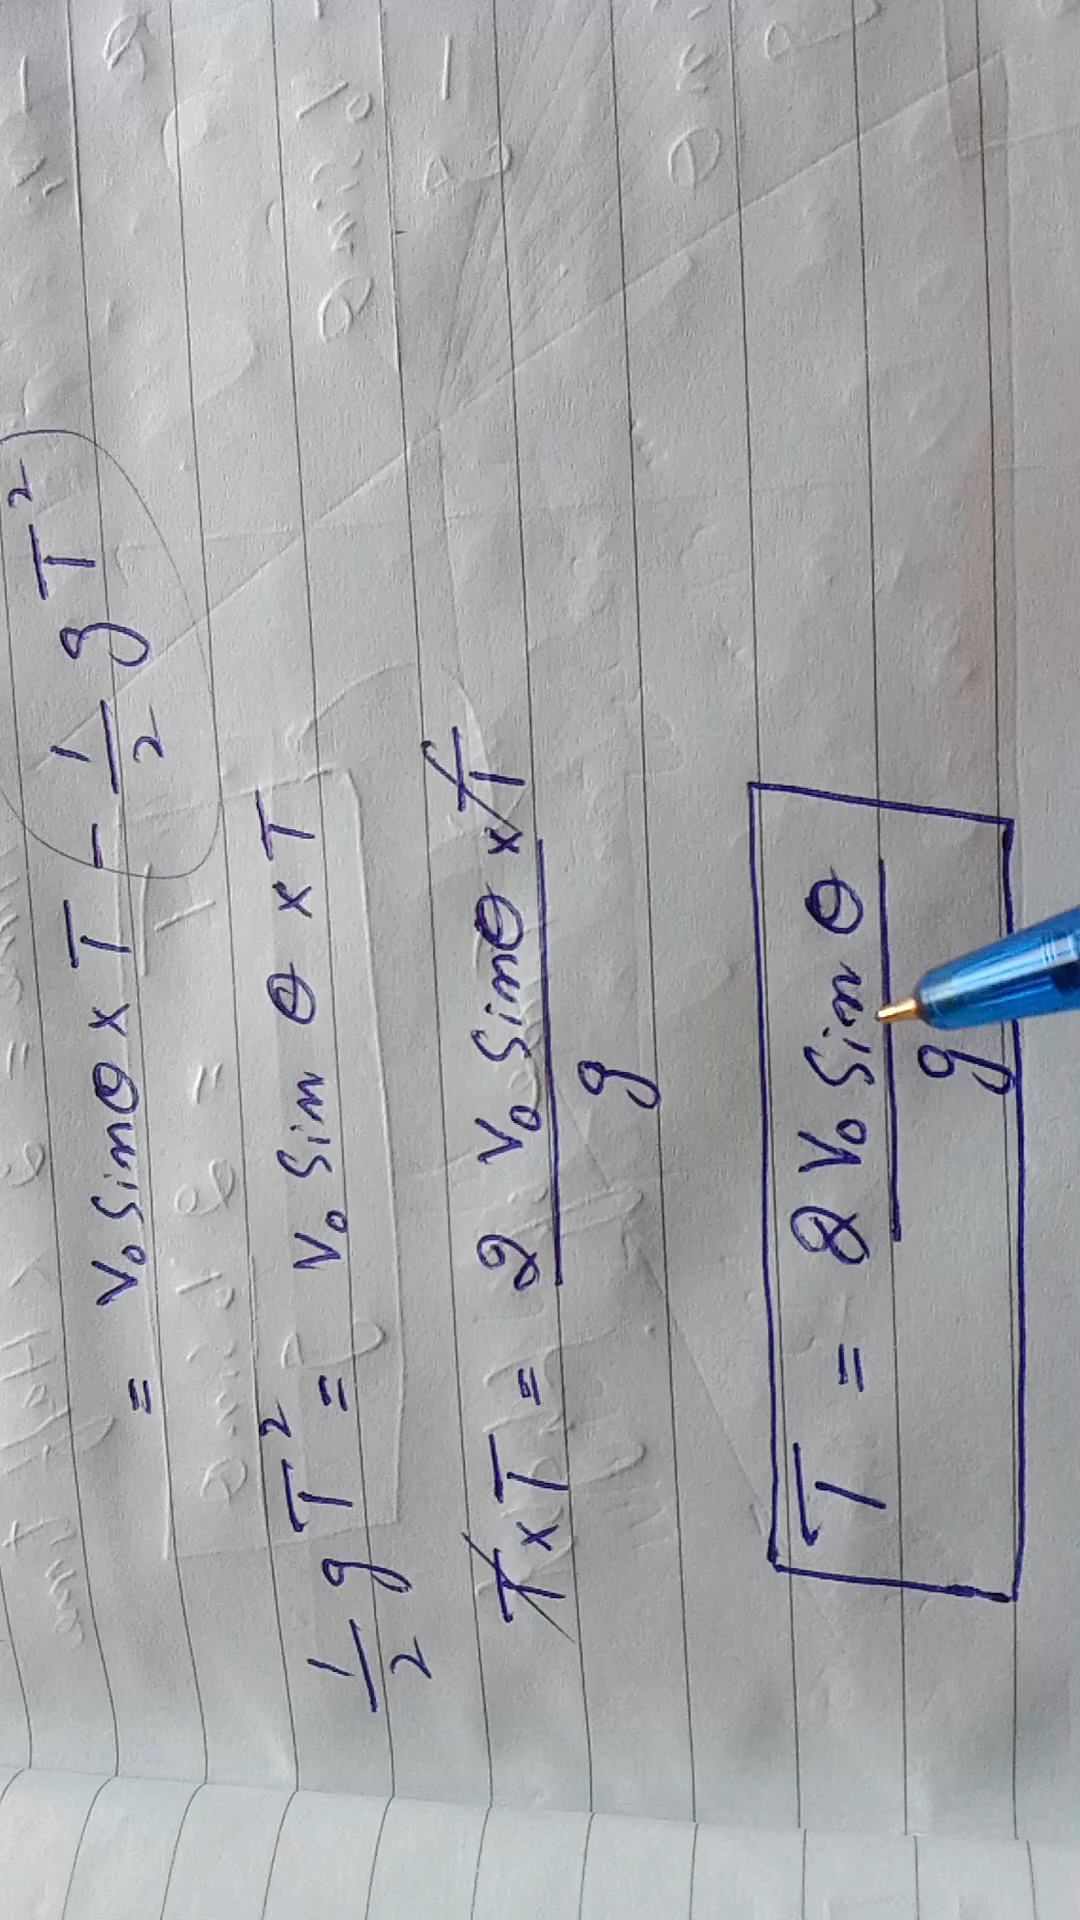 = v₀ sinθ × T - 1/2 g T²
1/2 g T² = v₀ sin θ × T
T × T = 2 v₀ sinθ × T / g
T = 2 v₀ sin θ / g